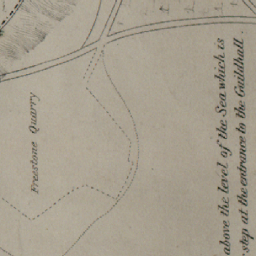 Freestone Quarry
above the level of the Sea which is
step at the entrance to the Guildhall.